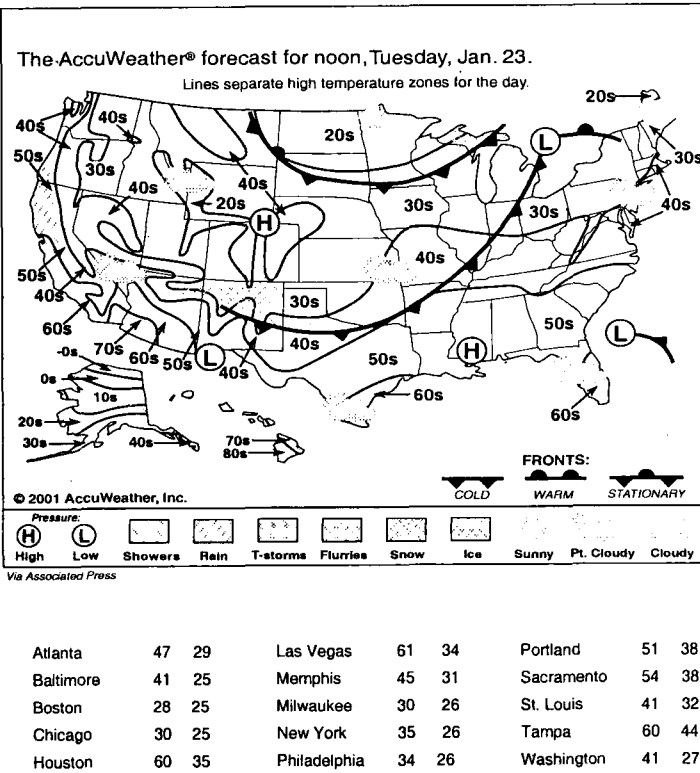 The AccuWeather® forecast for noon, Tuesday, Jan. 23.
Lines separate high temperature zones for the day.
20s
40s
40s
20s
50s
30s
30s
40s
40s
20s
30s
30s
40s
H
L
50s
40s
40s
30s
60s
40s
50s
L
70s
60s
50s
L
40s
H
-0s
50s
0s
10s
60s
60s
20s
30s
40s
70s
80s
FRONTS:
COLD WARM STATIONARY
© 2001 AccuWeather, Inc.
Pressure:
H L
High Low Showers Rain T-storms Flurries Snow Ice Sunny Pt. Cloudy Cloudy
Via Associated Press
Atlanta 47 29 Las Vegas 61 34 Portland 51 38
Baltimore 41 25 Memphis 45 31 Sacramento 54 38
Boston 28 25 Milwaukee 30 26 St. Louis 41 32
Chicago 30 25 New York 35 26 Tampa 60 44
Houston 60 35 Philadelphia 34 26 Washington 41 27